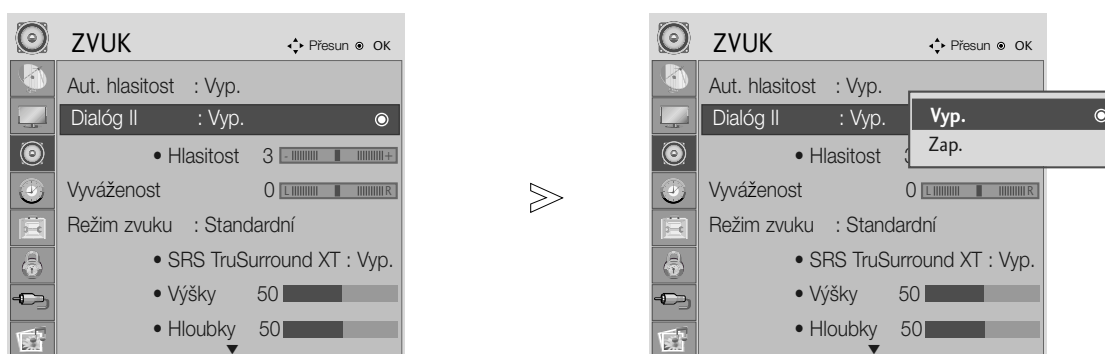 ZVUK Přesun OK
Aut. hlasitost : Vyp.
Dialóg II : Vyp.
• Hlasitost 3 - +
Vyváženost 0 L R
Režim zvuku : Standardní
• SRS TruSurround XT : Vyp.
• Výšky 50
• Hloubky 50
ZVUK Přesun OK
Aut. hlasitost : Vyp.
Dialóg II : Vyp.
Vyp.
Zap.
• Hlasitost
Vyváženost 0 L R
Režim zvuku : Standardní
• SRS TruSurround XT : Vyp.
• Výšky 50
• Hloubky 50